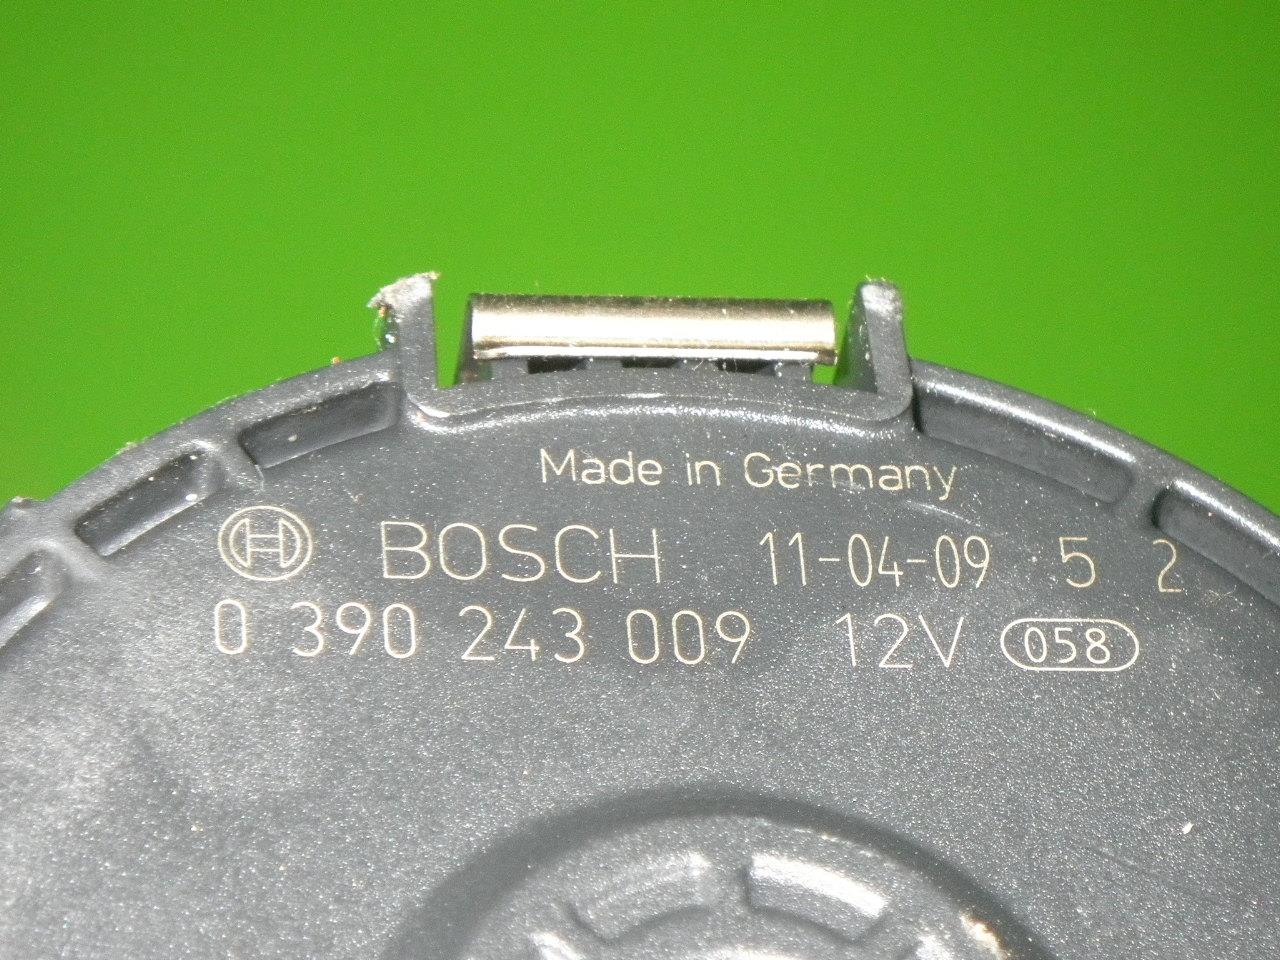 Made in Germany
H BOSCH 11-04-09 5 2
0 390 243 009 12V 058